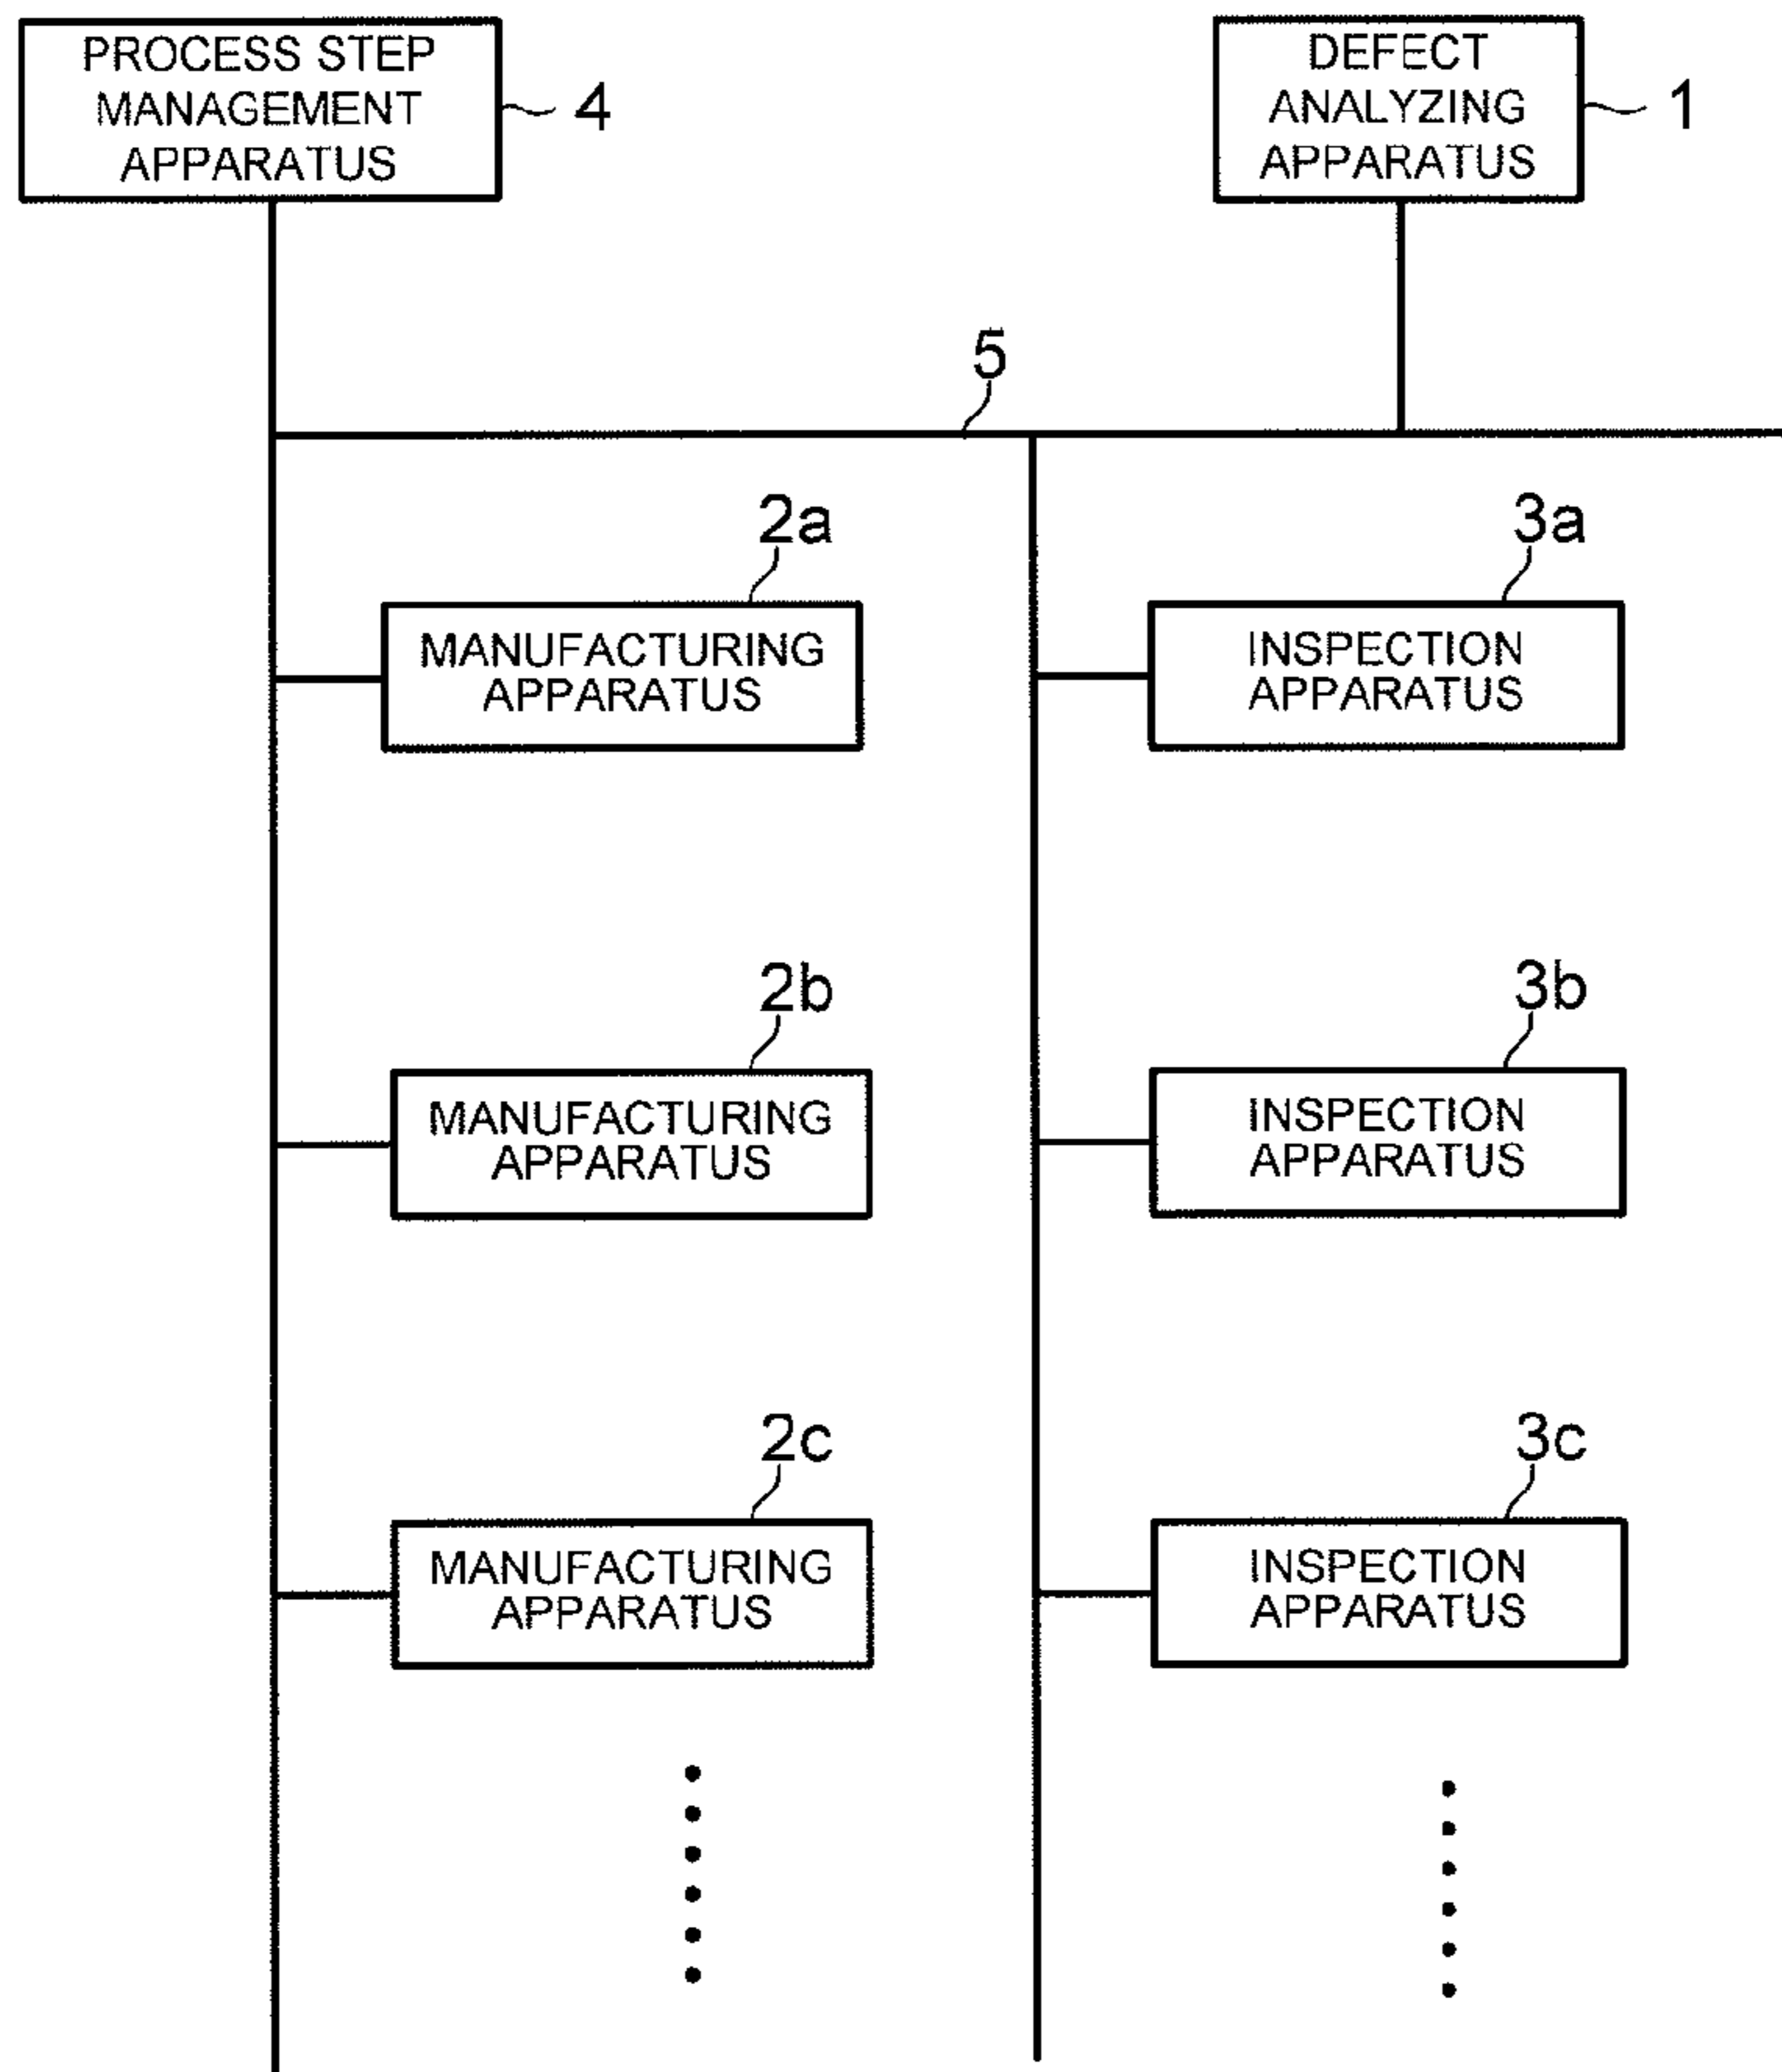 PROCESS STEP
MANAGEMENT
APPARATUS
4
DEFECT
ANALYZING
APPARATUS
1
5
2a
MANUFACTURING
APPARATUS
3a
INSPECTION
APPARATUS
2b
MANUFACTURING
APPARATUS
3b
INSPECTION
APPARATUS
2c
MANUFACTURING
APPARATUS
3c
INSPECTION
APPARATUS